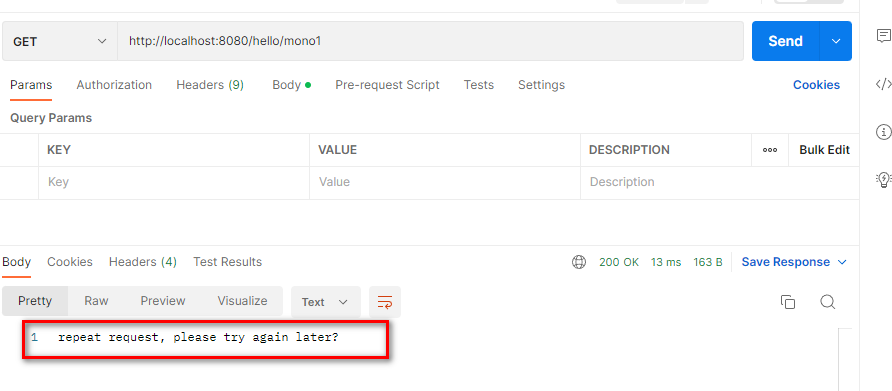 GET http://localhost:8080/hello/mono1 Send
Params Authorization Headers (9) Body Pre-request Script Tests Settings Cookies
Query Params
KEY VALUE DESCRIPTION ooo Bulk Edit
Key Value Description
Body Cookies Headers (4) Test Results 200 OK 13 ms 163 B Save Response
Pretty Raw Preview Visualize Text
1 repeat request, please try again later?